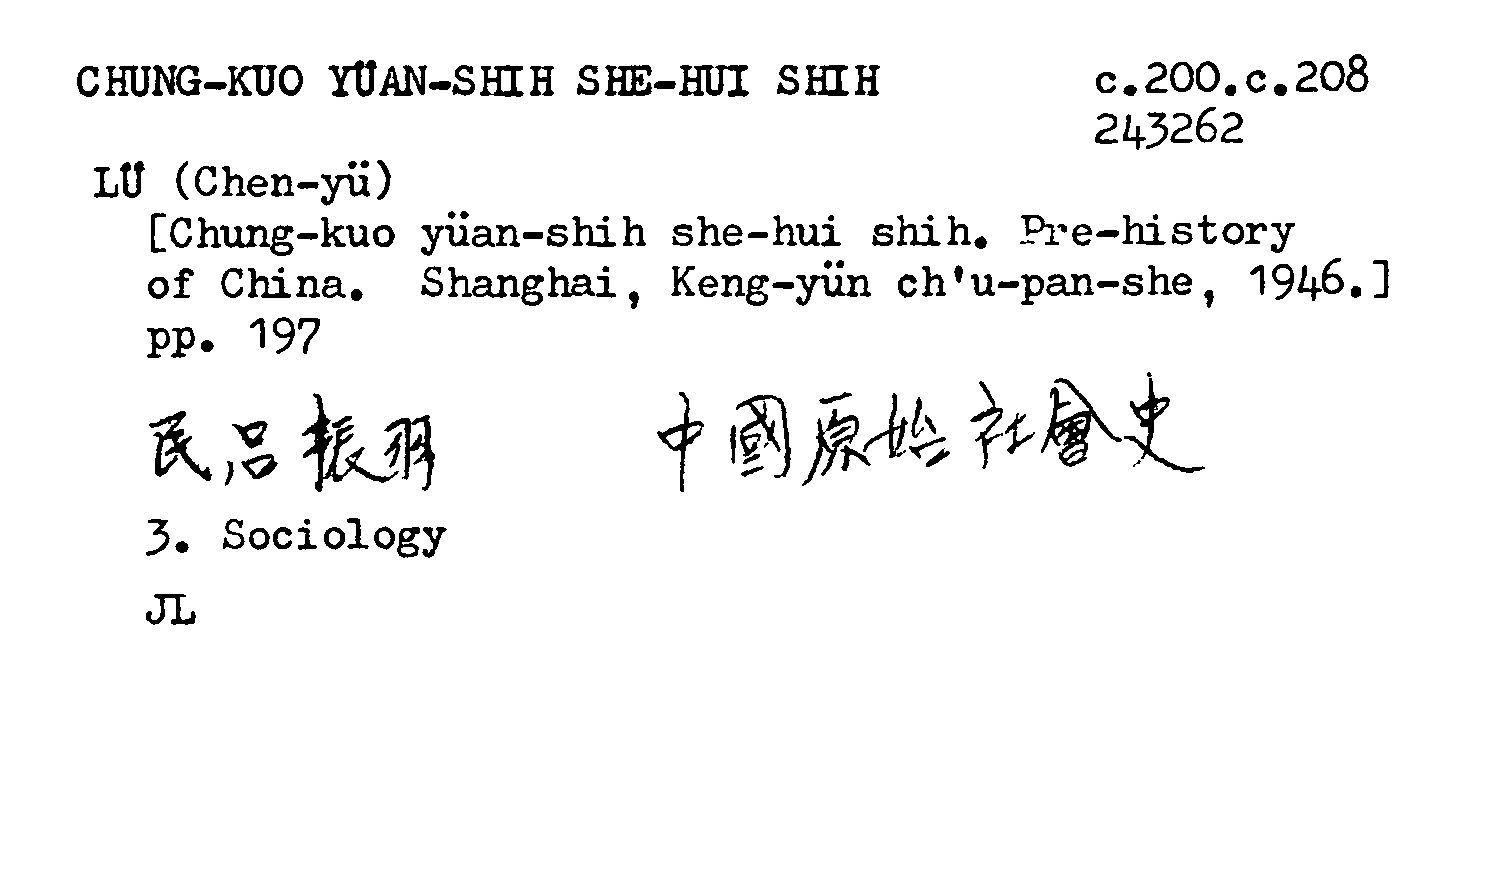 CHUNG-KUO YÜAN-SHIH SHE-HUI SHIH c.200.c.208
243262
LÜ (Chen-yü)
[Chung-kuo yüan-shih she-hui shih. Pre-history
of China. Shanghai, Keng-yün ch'u-pan-she, 1946.]
pp. 197
民,呂振羽 中國原始社會史
3. Sociology
JL